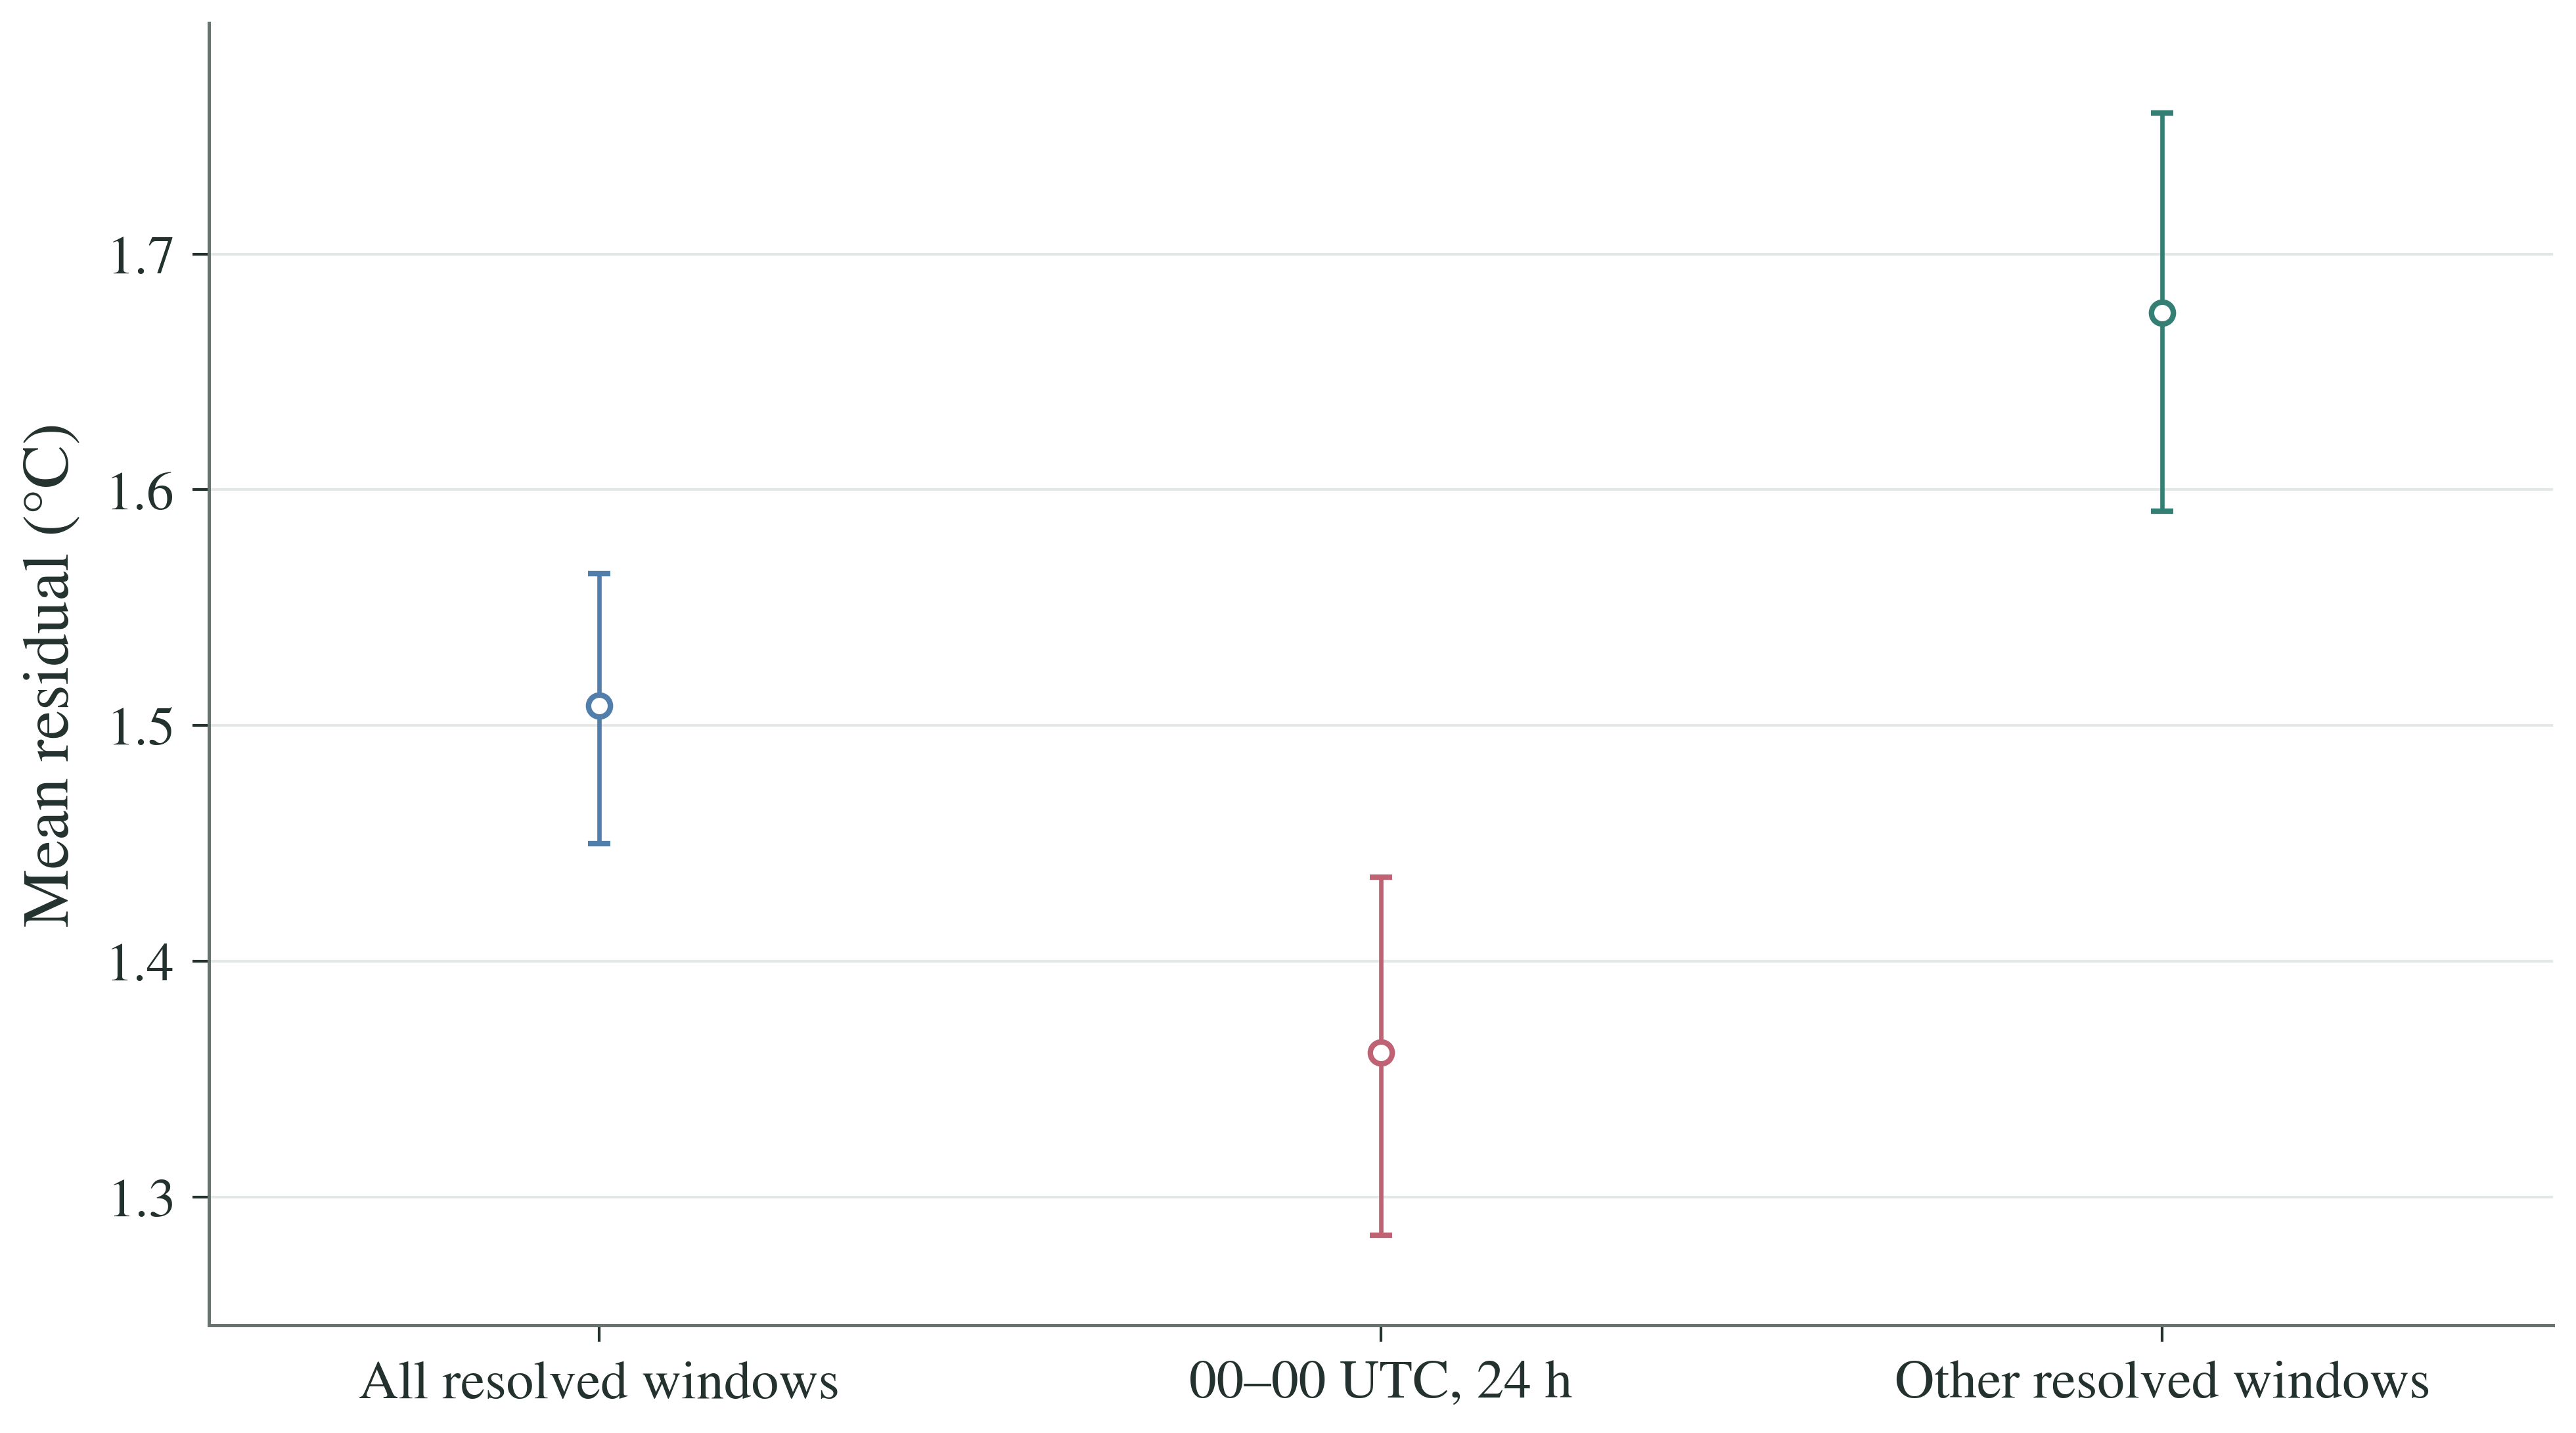 Mean residual (°C)
1.7
1.6
1.5
1.4
1.3
All resolved windows
00–00 UTC, 24 h
Other resolved windows